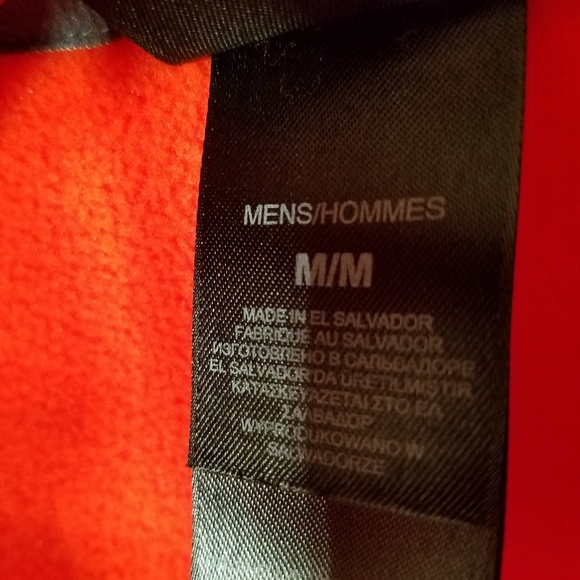 MENS/HOMMES
M/M
MADE IN EL SALVADOR
FABRIQUE AU SALVADOR
ИЗГОТОВЛЕНО В САЛЬВАДОРЕ
EL SALVADOR DA URETILMISTIR
ΚΑΤΑΣΚΕΥΑΖΕΤΑΙ ΣΤΟ ΕΛ
ΣΑΛΒΑΔΟΡ
WYPRODUKOWANO W
SALWADORZE